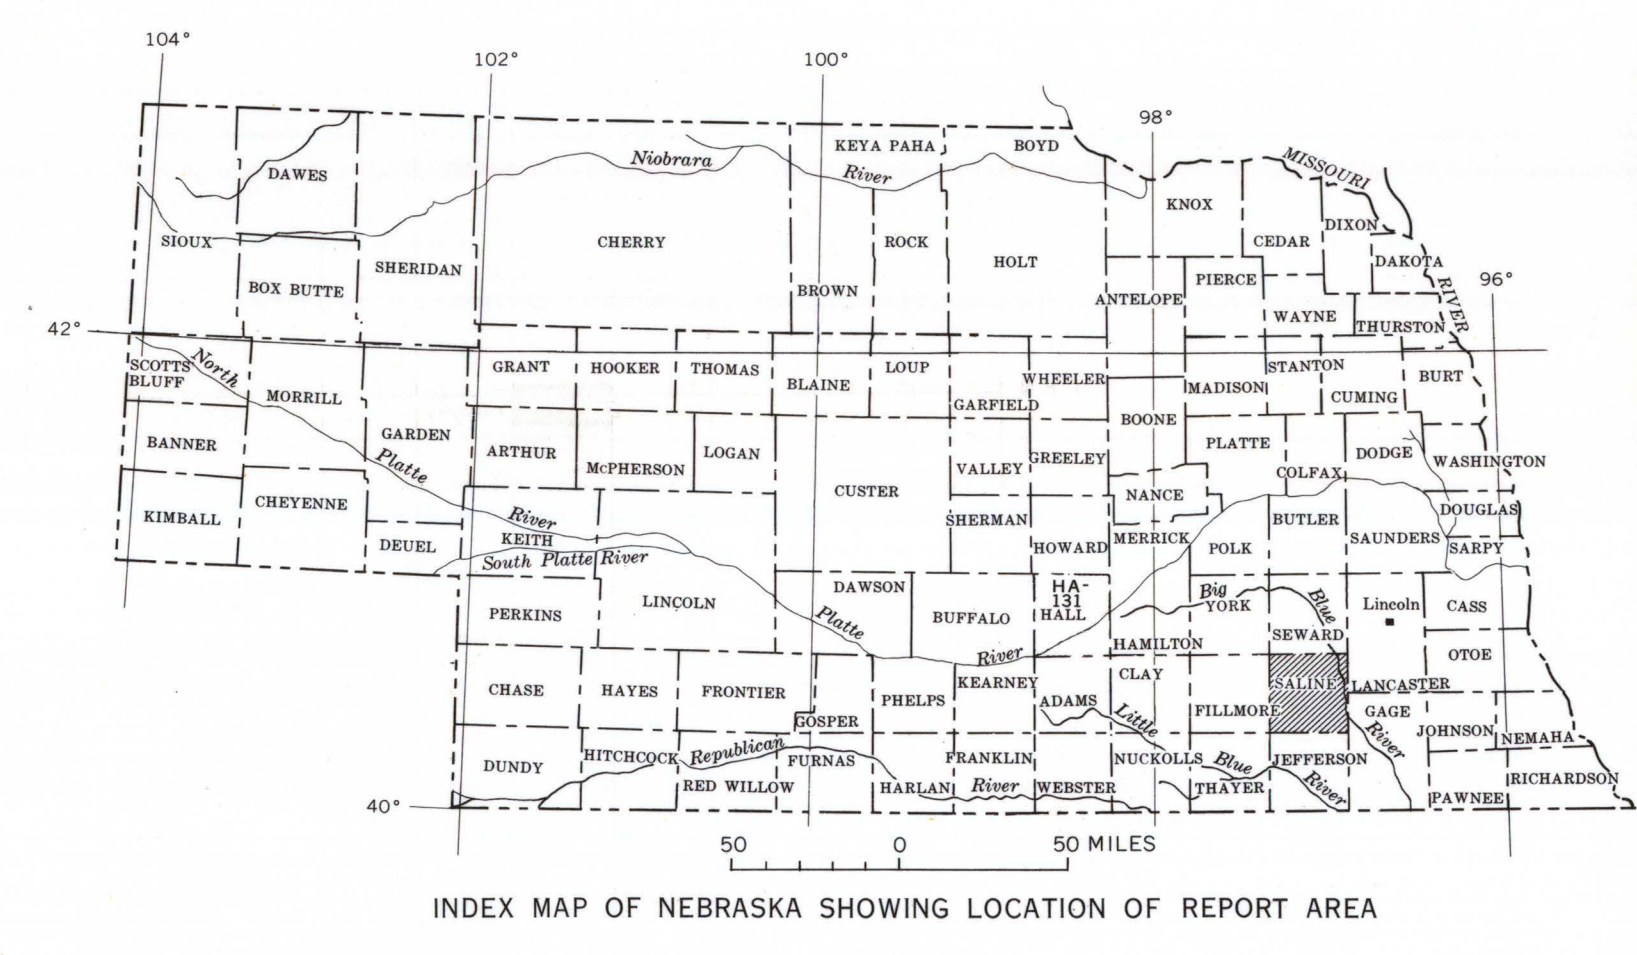 104°
102°
100°
98°
96°
42°
40°
KEYA PAHA
BOYD
Niobrara
River
MISSOURI
RIVER
DAWES
KNOX
DIXON
SIOUX
CHERRY
ROCK
CEDAR
SHERIDAN
HOLT
DAKOTA
BOX BUTTE
BROWN
ANTELOPE
PIERCE
WAYNE
THURSTON
SCOTTS
BLUFF
North
MORRILL
GRANT
HOOKER
THOMAS
BLAINE
LOUP
WHEELER
GARFIELD
STANTON
MADISON
CUMING
BURT
BANNER
GARDEN
Platte
ARTHUR
McPHERSON
LOGAN
BOONE
PLATTE
VALLEY
GREELEY
COLFAX
DODGE
WASHINGTON
KIMBALL
CHEYENNE
CUSTER
NANCE
River
KEITH
DEUEL
South Platte River
SHERMAN
HOWARD
MERRICK
POLK
BUTLER
SAUNDERS
DOUGLAS
SARPY
PERKINS
LINCOLN
DAWSON
Platte
BUFFALO
HA-
131
HALL
River
HAMILTON
Big
YORK
Blue
SEWARD
Lincoln
CASS
OTOE
CHASE
HAYES
FRONTIER
GOSPER
PHELPS
KEARNEY
ADAMS
CLAY
Little
FILLMORE
SALINE
LANCASTER
GAGE
River
JOHNSON
NEMAHA
DUNDY
HITCHCOCK
Republican
RED WILLOW
FURNAS
HARLAN
FRANKLIN
River
WEBSTER
NUCKOLLS
Blue
THAYER
JEFFERSON
River
PAWNEE
RICHARDSON
50 0 50 MILES
INDEX MAP OF NEBRASKA SHOWING LOCATION OF REPORT AREA